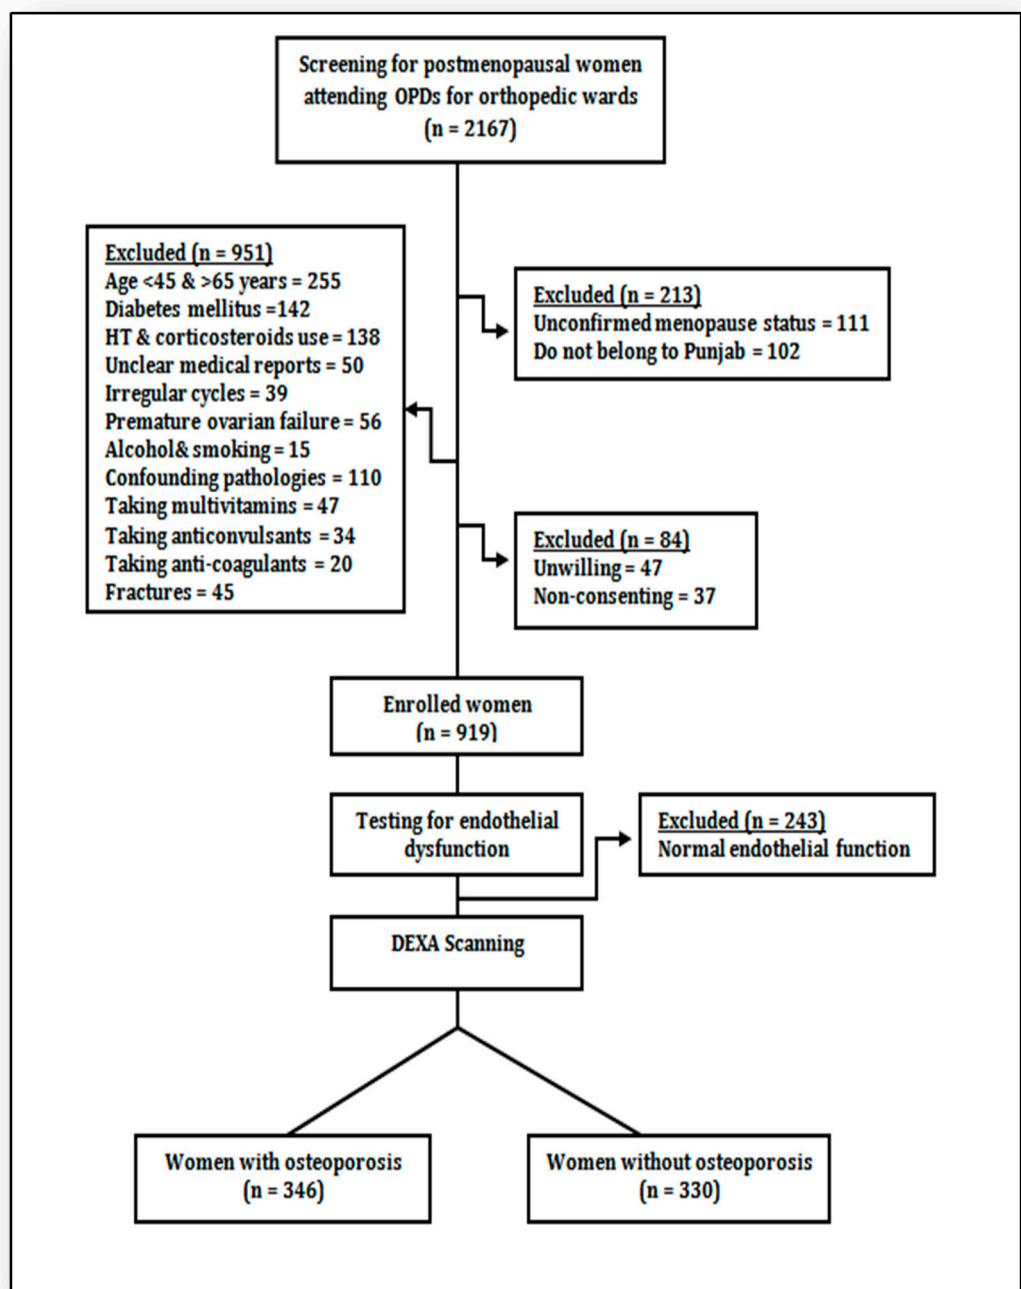 Screening for postmenopausal women
attending OPDs for orthopedic wards
(n = 2167)
Excluded (n = 213)
Unconfirmed menopause status = 111
Do not belong to Punjab = 102
Excluded (n = 951)
Age <45 & >65 years = 255
Diabetes mellitus =142
HT & corticosteroids use = 138
Unclear medical reports = 50
Irregular cycles = 39
Premature ovarian failure = 56
Alcohol& smoking = 15
Confounding pathologies = 110
Taking multivitamins = 47
Taking anticonvulsants = 34
Taking anti-coagulants = 20
Fractures = 45
Excluded (n = 84)
Unwilling = 47
Non-consenting = 37
Enrolled women
(n = 919)
Testing for endothelial
dysfunction
Excluded (n = 243)
Normal endothelial function
DEXA Scanning
Women with osteoporosis
(n = 346)
Women without osteoporosis
(n = 330)